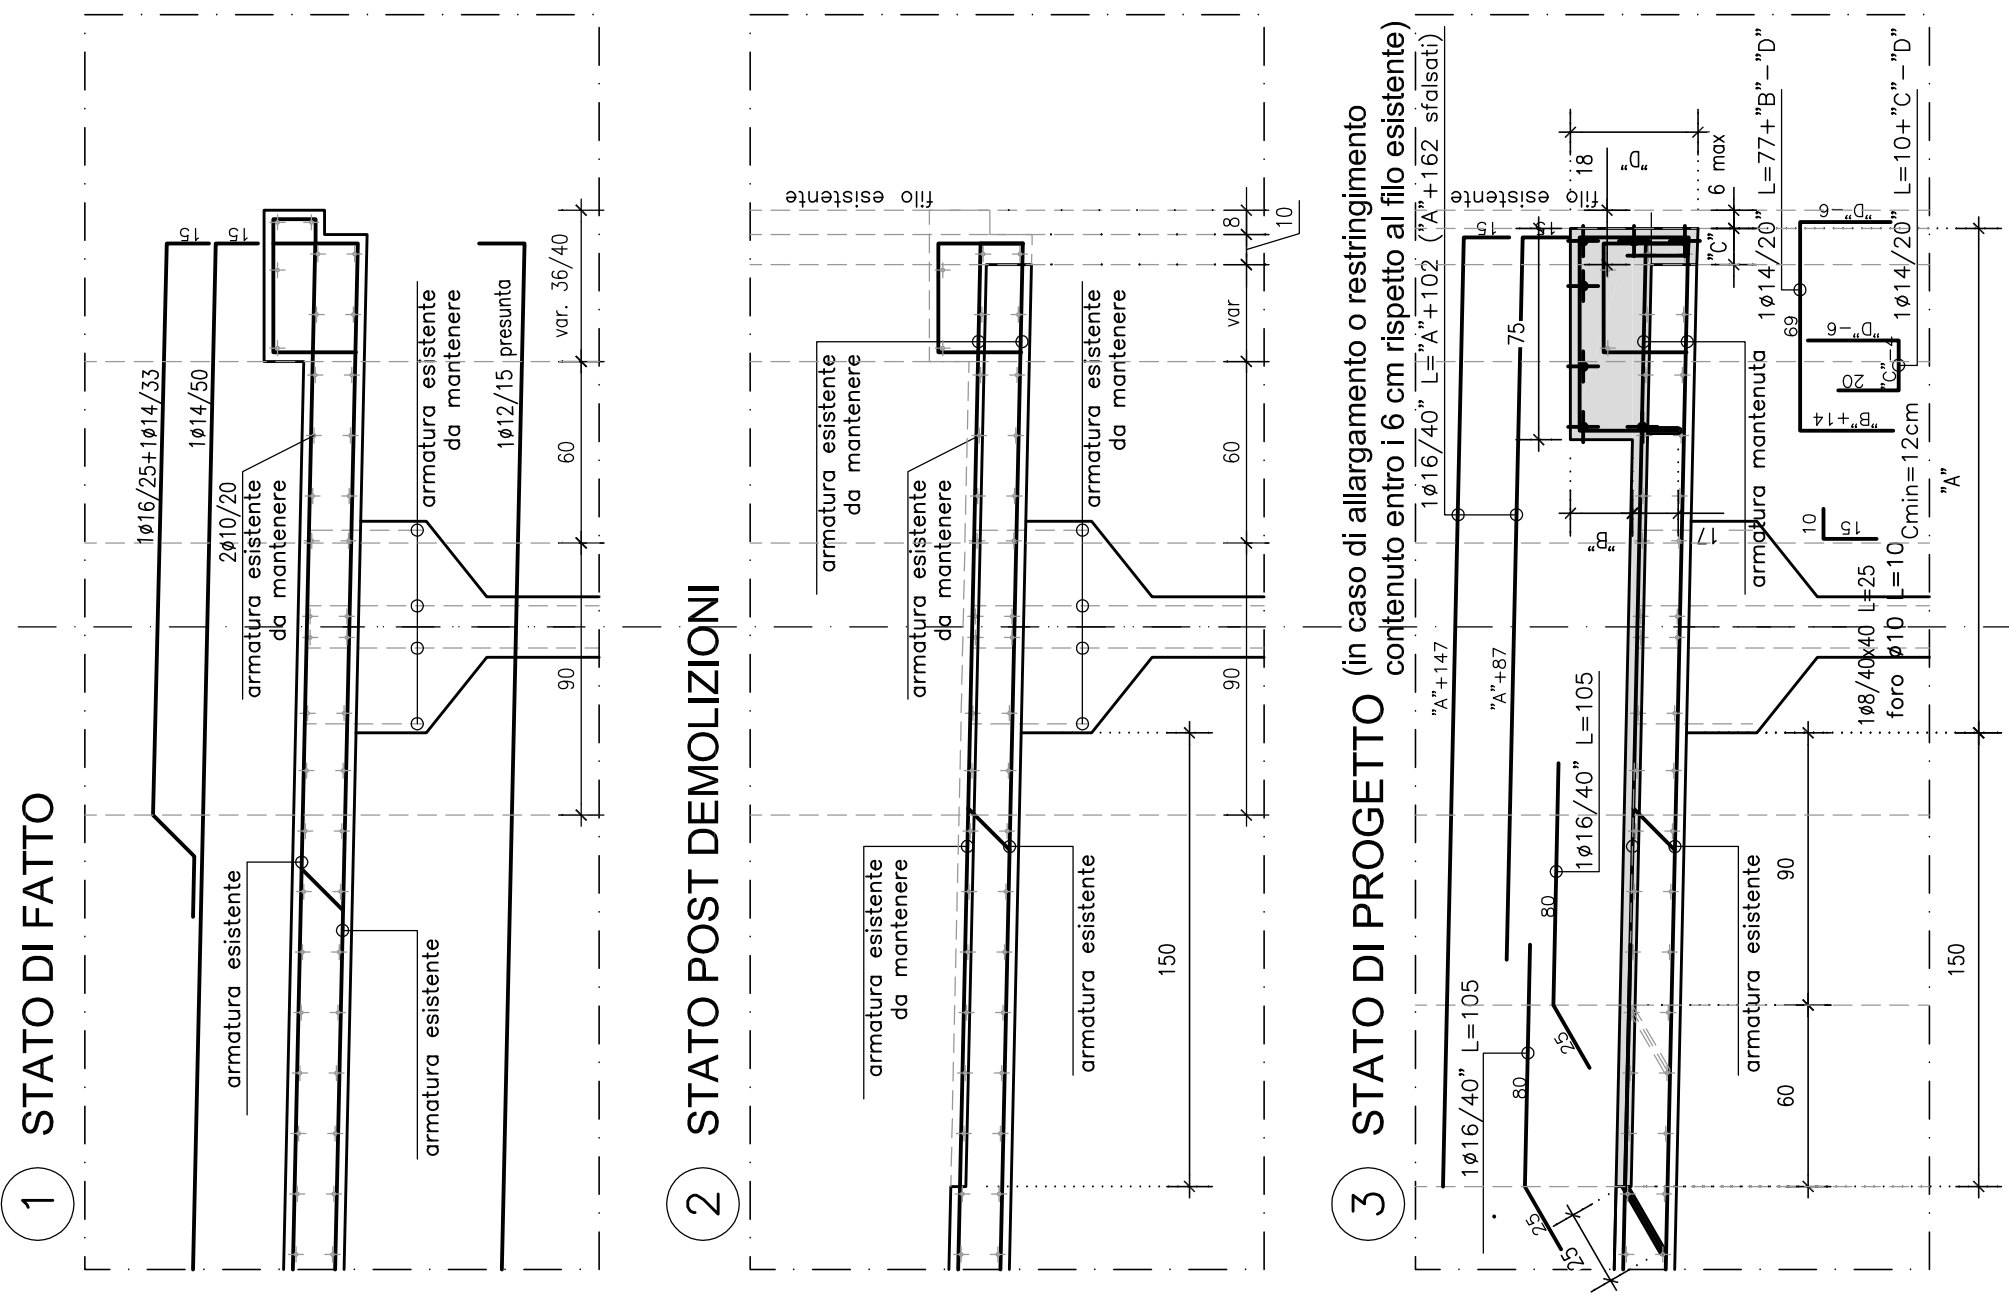 1
STATO DI FATTO
1ø16/25+1ø14/33
15
1ø14/50
15
2ø10/20
armatura esistente
da mantenere
armatura esistente
armatura esistente
armatura esistente
da mantenere
1ø12/15 presunta
var. 36/40
60
90
2
STATO POST DEMOLIZIONI
filo
esistente
armatura esistente
da mantenere
armatura esistente
da mantenere
armatura esistente
da mantenere
armatura esistente
da mantenere
armatura esistente
8
10
var
60
90
150
3
STATO DI PROGETTO
(in caso di allargamento o restringimento
contenuto entro i 6 cm rispetto al filo esistente)
1ø16/40" L="A"+102 ("A"+162 sfalsati)
filo
esistente
15
15
75
"A"+147
"A"+87
1ø16/40" L=105
80
25
1ø16/40" L=105
80
25
25
18
"D"
6 max
"C"
"B"
17
armatura mantenuta
armatura esistente
1ø14/20" L=77+"B"-"D"
"D"-6
69
"B"+14
1ø14/20" L=10+"C"-"D"
"D"-6
"C"-4
20
10
15
1ø8/40x40 L=25
foro ø10 L=10
Cmin=12cm
"A"
90
60
150